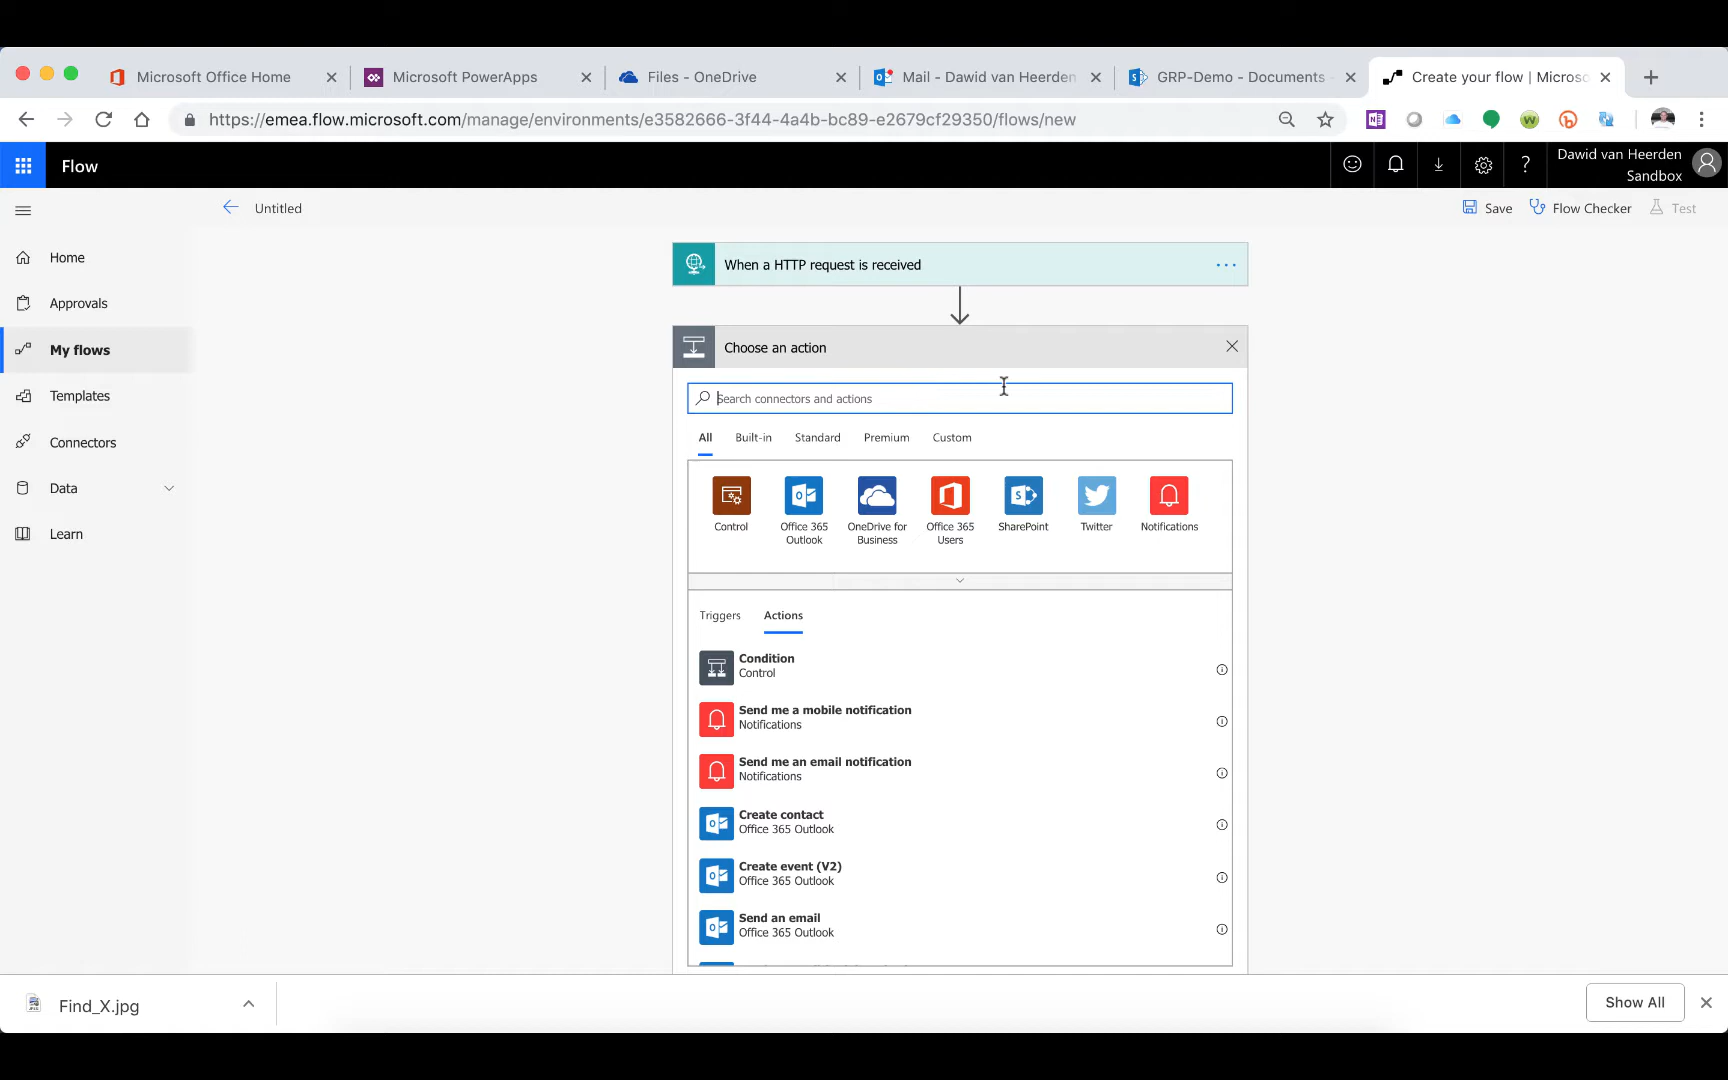 Microsoft Office Home
Microsoft PowerApps
Files - OneDrive
Mail - Dawid van Heerden
GRP-Demo - Documents -
Create your flow | Microso
https://emea.flow.microsoft.com/manage/environments/e3582666-3f44-4a4b-bc89-e2679cf29350/flows/new
Flow
Dawid van Heerden
Sandbox
Untitled
Save
Flow Checker
Test
Home
Approvals
My flows
Templates
Connectors
Data
Learn
When a HTTP request is received
Choose an action
Search connectors and actions
All
Built-in
Standard
Premium
Custom
Control
Office 365
Outlook
OneDrive for
Business
Office 365
Users
SharePoint
Twitter
Notifications
Triggers
Actions
Condition
Control
Send me a mobile notification
Notifications
Send me an email notification
Notifications
Create contact
Office 365 Outlook
Create event (V2)
Office 365 Outlook
Send an email
Office 365 Outlook
Find_X.jpg
Show All